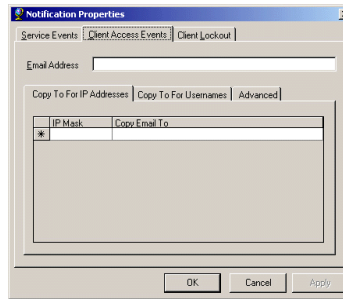 Notification Properties
Service Events Client Access Events Client Lockout
Email Address
Copy To For IP Addresses Copy To For Usernames Advanced
IP Mask Copy Email To
OK Cancel Apply